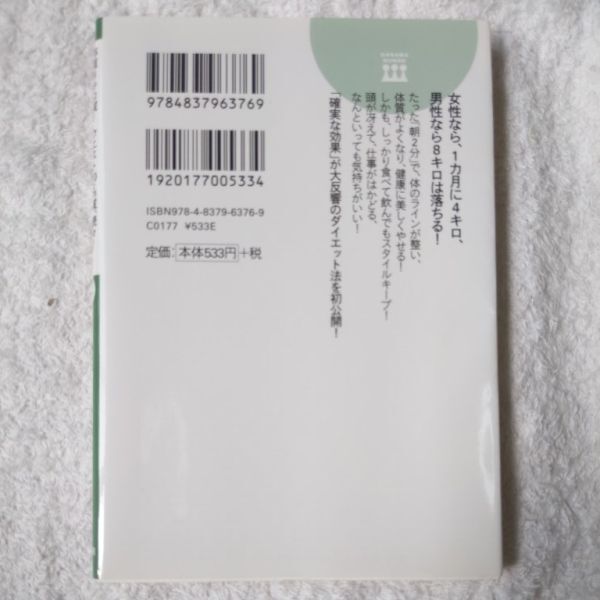 女性なら、1カ月に4キロ、
男性なら8キロは落ちる!
たった「朝2分」で、体のラインが整い、
体質がよくなり、健康に美しくやせる!
しかも、しっかり食べて飲んでもスタイルキープ!
頭が冴えて、仕事がはかどる、
なんといっても気持ちがいい!
「確実な効果」が大反響のダイエット法を初公開!
9784837963769
1920177005334
ISBN978-4-8379-6376-9
C0177 ¥533E
定価:本体533円+税